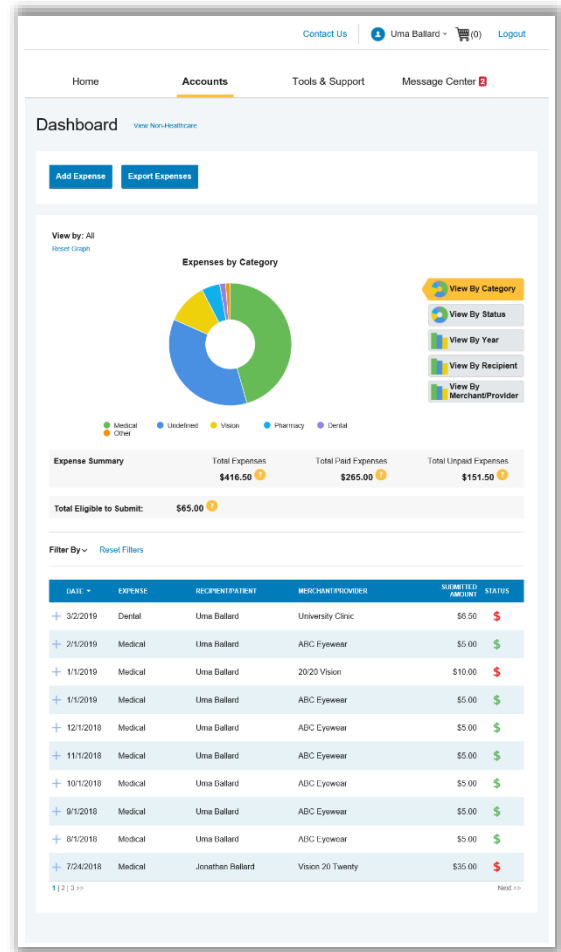 Contact Us Uma Ballard (0) Logout
Home Accounts Tools & Support Message Center 2
Dashboard View Non-Healthcare
Add Expense Export Expenses
View by: All
Reset Graph
Expenses by Category
View By Category
View By Status
View By Year
View By Recipient
View By
Merchant/Provider
Medical Undefined Vision Pharmacy Dental
Other
Expense Summary Total Expenses Total Paid Expenses Total Unpaid Expenses
$416.50 ? $265.00 ? $151.50 ?
Total Eligible to Submit: $65.00 ?
Filter By Reset Filters
DATE EXPENSE RECIPIENT/PATIENT MERCHANT/PROVIDER SUBMITTED AMOUNT STATUS
+ 3/2/2019 Dental Uma Ballard University Clinic $6.50 $
+ 2/1/2019 Medical Uma Ballard ABC Eyewear $5.00 $
+ 1/1/2019 Medical Uma Ballard 20/20 Vision $10.00 $
+ 1/1/2019 Medical Uma Ballard ABC Eyewear $5.00 $
+ 12/1/2018 Medical Uma Ballard ABC Eyewear $5.00 $
+ 11/1/2018 Medical Uma Ballard ABC Eyewear $5.00 $
+ 10/1/2018 Medical Uma Ballard ABC Eyewear $5.00 $
+ 9/1/2018 Medical Uma Ballard ABC Eyewear $5.00 $
+ 8/1/2018 Medical Uma Ballard ABC Eyewear $5.00 $
+ 7/24/2018 Medical Jonathan Ballard Vision 20 Twenty $35.00 $
1 | 2 | 3 >> Next >>